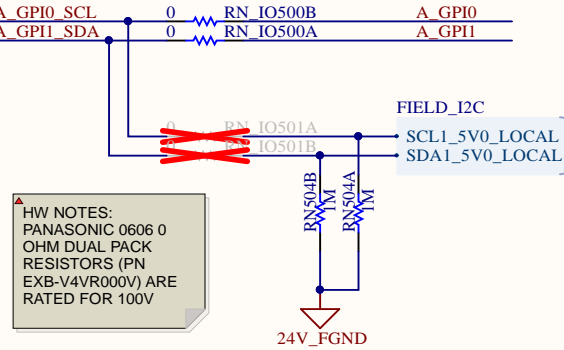 A_GPI0_SCL 0 RN_IO500B A_GPI0
A_GPI1_SDA 0 RN_IO500A A_GPI1
FIELD_I2C
0 RN_IO501A SCL1_5V0_LOCAL
0 RN_IO501B SDA1_5V0_LOCAL
RN504B
1M
RN504A
1M
HW NOTES:
PANASONIC 0606 0
OHM DUAL PACK
RESISTORS (PN
EXB-V4VR000V) ARE
RATED FOR 100V
24V_FGND